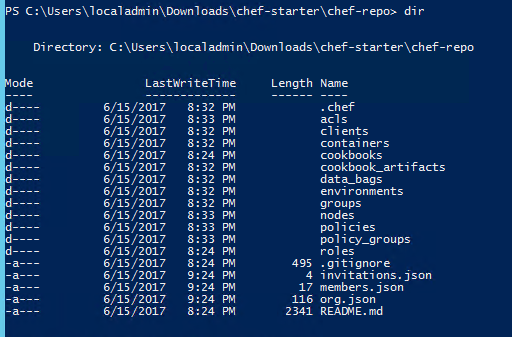 PS C:\Users\localadmin\Downloads\chef-starter\chef-repo> dir
Directory: C:\Users\localadmin\Downloads\chef-starter\chef-repo
Mode LastWriteTime Length Name
---- ------------- ------ ----
d---- 6/15/2017 8:32 PM .chef
d---- 6/15/2017 8:33 PM acls
d---- 6/15/2017 8:32 PM clients
d---- 6/15/2017 8:32 PM containers
d---- 6/15/2017 8:24 PM cookbooks
d---- 6/15/2017 8:32 PM cookbook_artifacts
d---- 6/15/2017 8:32 PM data_bags
d---- 6/15/2017 8:32 PM environments
d---- 6/15/2017 8:32 PM groups
d---- 6/15/2017 8:33 PM nodes
d---- 6/15/2017 8:33 PM policies
d---- 6/15/2017 8:33 PM policy_groups
d---- 6/15/2017 8:24 PM roles
-a--- 6/15/2017 8:24 PM 495 .gitignore
-a--- 6/15/2017 9:24 PM 4 invitations.json
-a--- 6/15/2017 9:24 PM 17 members.json
-a--- 6/15/2017 9:24 PM 116 org.json
-a--- 6/15/2017 8:24 PM 2341 README.md